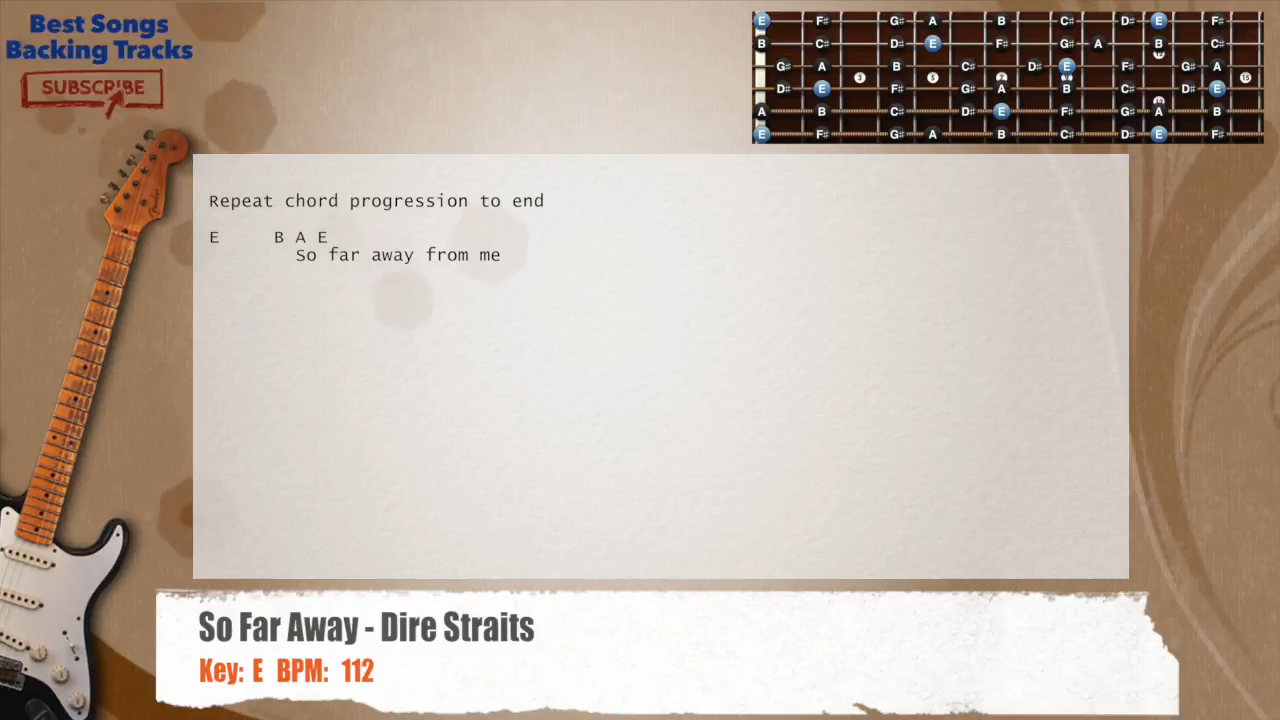 Best Songs
Backing Tracks
SUBSCRIBE
E F# G# A B C# D# E F#
B C# D# E F# G# A B C#
G# A B C# D# E F# G# A
D# E F# G# A B C# D# E
A B C# D# E F# G# A B
E F# G# A B C# D# E F#
Repeat chord progression to end
E B A E
So far away from me
So Far Away - Dire Straits
Key: E BPM: 112